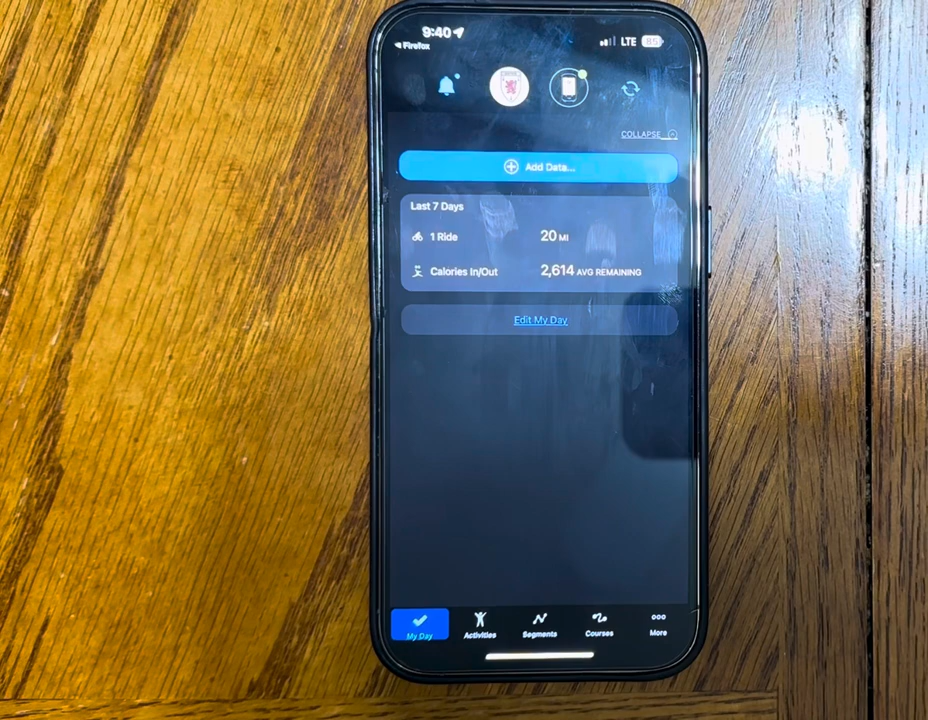 9:40
Firefox
LTE 85
COLLAPSE
Add Data...
Last 7 Days
1 Ride 20 MI
Calories In/Out 2,614 AVG REMAINING
Edit My Day
My Day Activities Segments Courses More